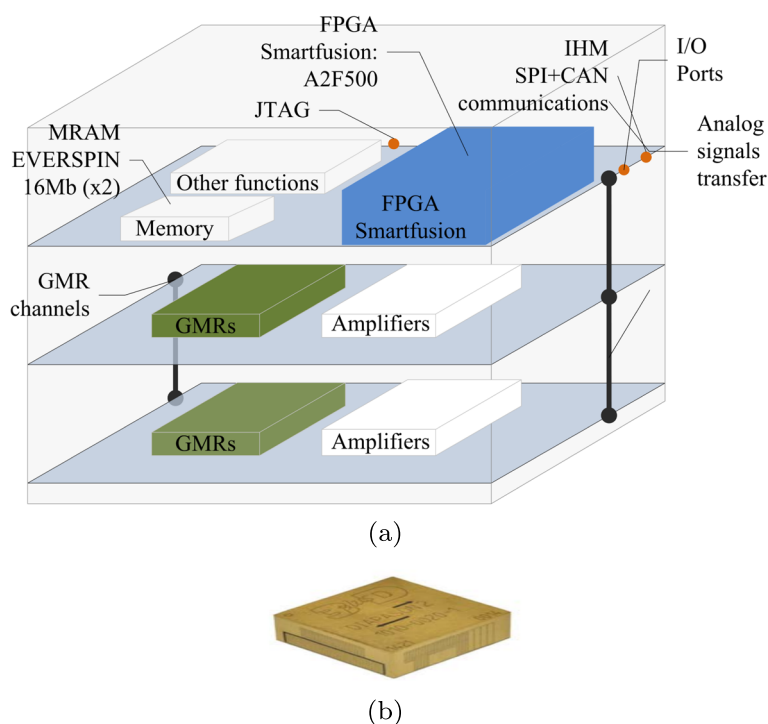 FPGA
Smartfusion:
A2F500
IHM
SPI+CAN
communications
I/O
Ports
JTAG
MRAM
EVERSPIN
16Mb (x2)
Analog
signals
transfer
Other functions
Memory
FPGA
Smartfusion
GMR
channels
GMRs
Amplifiers
GMRs
Amplifiers
(a)
(b)